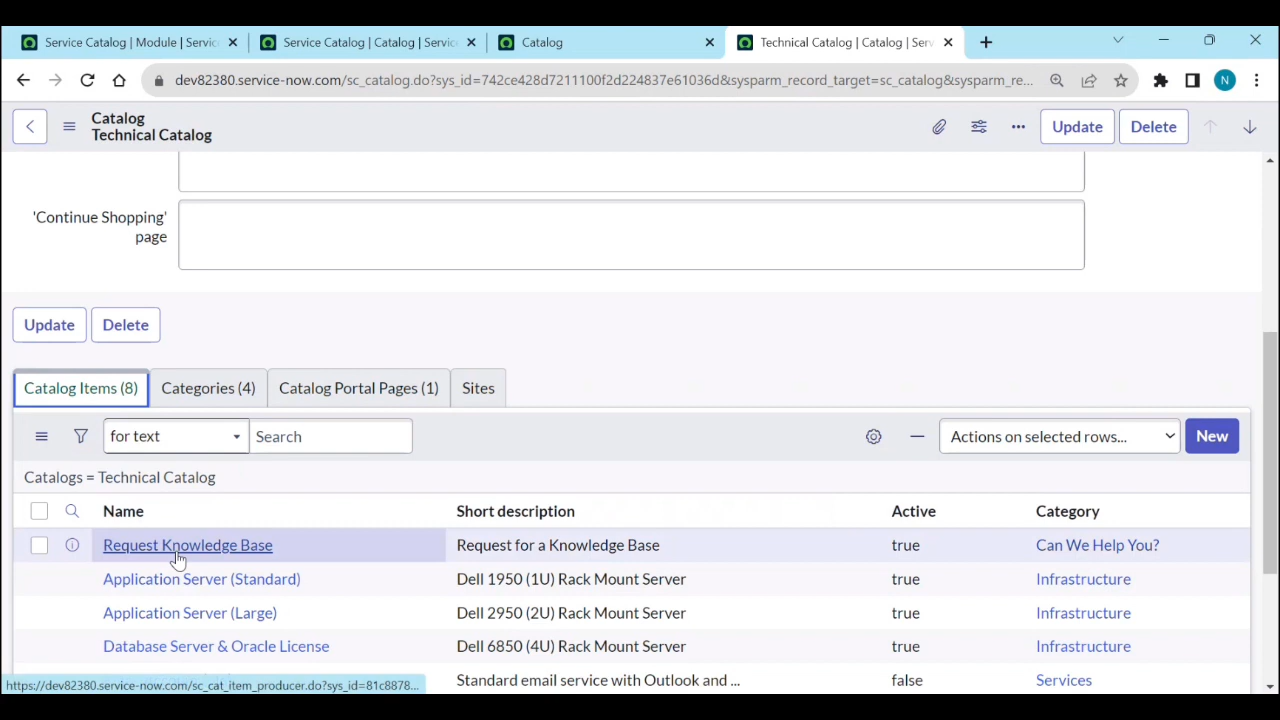 Service Catalog | Module | Servic
Service Catalog | Catalog | Servic
Catalog
Technical Catalog | Catalog | Serv
dev82380.service-now.com/sc_catalog.do?sys_id=742ce428d7211100f2d224837e61036d&sysparm_record_target=sc_catalog&sysparm_re...
N
Catalog
Technical Catalog
Update
Delete
'Continue Shopping'
page
Update
Delete
Catalog Items (8)
Categories (4)
Catalog Portal Pages (1)
Sites
for text
Search
Actions on selected rows...
New
Catalogs = Technical Catalog
Name Short description Active Category
Request Knowledge Base Request for a Knowledge Base true Can We Help You?
Application Server (Standard) Dell 1950 (1U) Rack Mount Server true Infrastructure
Application Server (Large) Dell 2950 (2U) Rack Mount Server true Infrastructure
Database Server & Oracle License Dell 6850 (4U) Rack Mount Server true Infrastructure
Standard email service with Outlook and ... false Services
https://dev82380.service-now.com/sc_cat_item_producer.do?sys_id=81c8878...